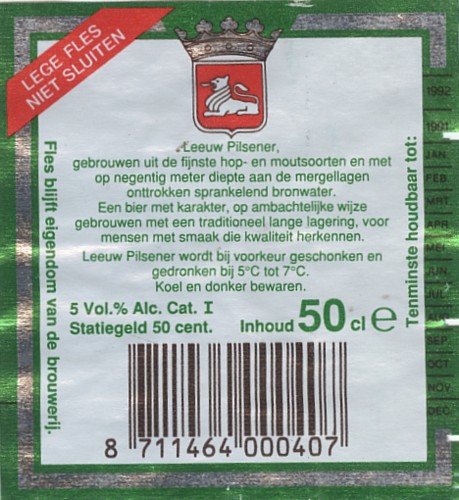 LEGE FLES
NIET SLUITEN
Leeuw Pilsener,
gebrouwen uit de fijnste hop- en moutsoorten en met
op negentig meter diepte aan de mergellagen
onttrokken sprankelend bronwater.
Een bier met karakter, op ambachtelijke wijze
gebrouwen met een traditioneel lange lagering, voor
mensen met smaak die kwaliteit herkennen.
Leeuw Pilsener wordt bij voorkeur geschonken en
gedronken bij 5°C tot 7°C.
Koel en donker bewaren.
5 Vol.% Alc. Cat. I
Statiegeld 50 cent.
Inhoud 50 cl e
8 711464 000407
Fles blijft eigendom van de brouwerij.
Tenminste houdbaar tot:
1992
1991
JAN.
FEB.
MRT.
APR.
MEI
JUN.
JUL.
AUG.
SEP.
OCT.
NOV.
DEC.